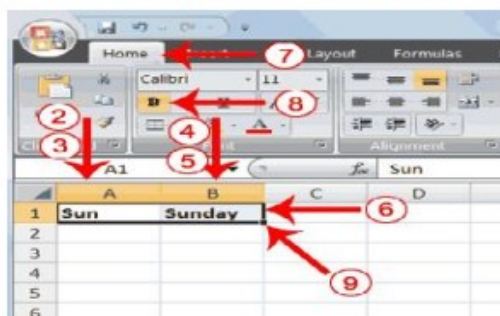 Home Layout Formulas
7
Calibri 11
B 8
2 4
3 5 Alignment
A1 Sun
A B C D
1 Sun Sunday 6
2
3 9
4
5
6